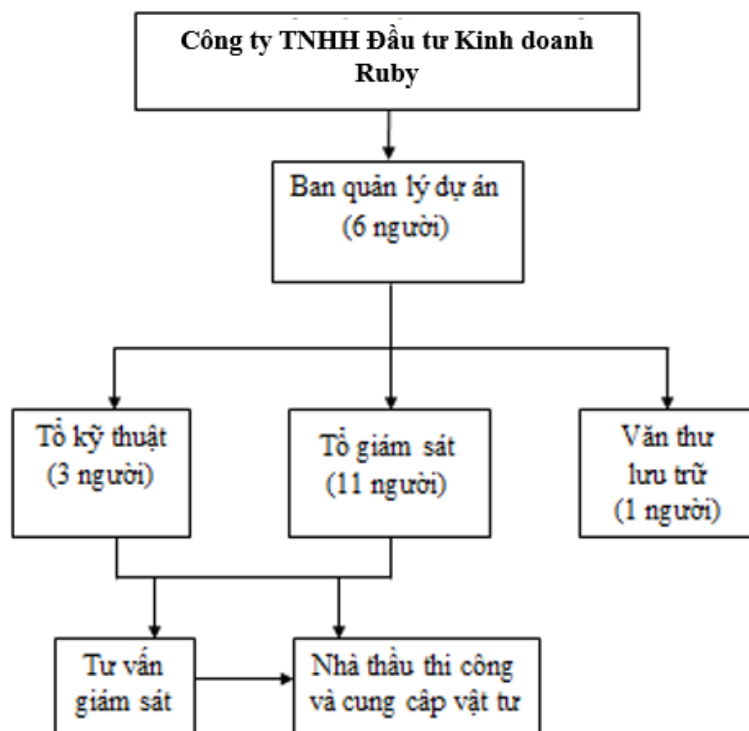 Công ty TNHH Đầu tư Kinh doanh
Ruby
Ban quản lý dự án
(6 người)
Tổ kỹ thuật
(3 người)
Tổ giám sát
(11 người)
Văn thư
lưu trữ
(1 người)
Tư vấn
giám sát
Nhà thầu thi công
và cung câp vật tư